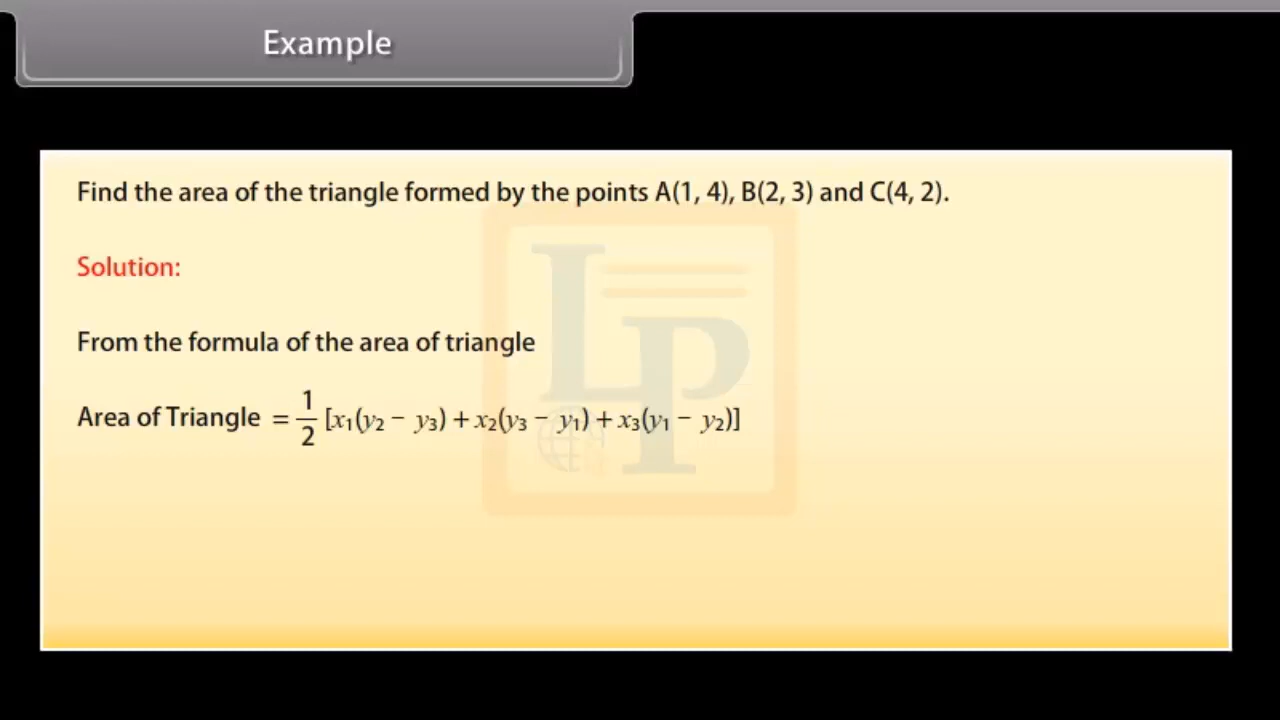 Example
Find the area of the triangle formed by the points A(1, 4), B(2, 3) and C(4, 2).
Solution:
From the formula of the area of triangle
Area of Triangle = 1/2 [x₁(y₂ − y₃) + x₂(y₃ − y₁) + x₃(y₁ − y₂)]
LP